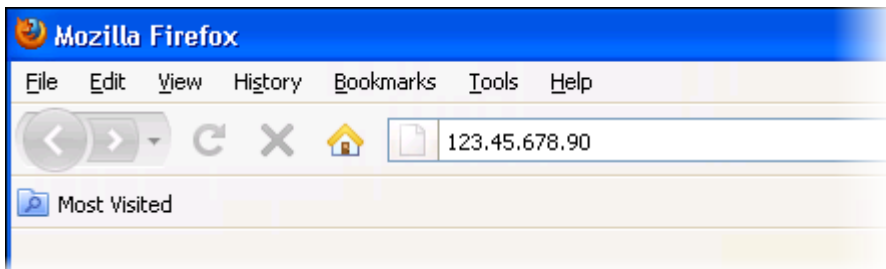 Mozilla Firefox
File Edit View History Bookmarks Tools Help
123.45.678.90
Most Visited